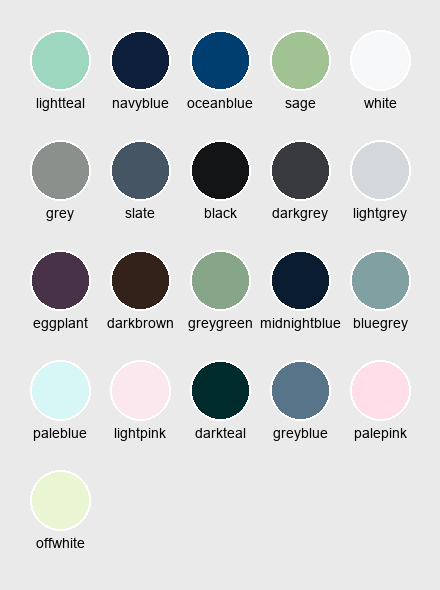 lightteal navyblue oceanblue sage white
grey slate black darkgrey lightgrey
eggplant darkbrown greygreen midnightblue bluegrey
paleblue lightpink darkteal greyblue palepink
offwhite